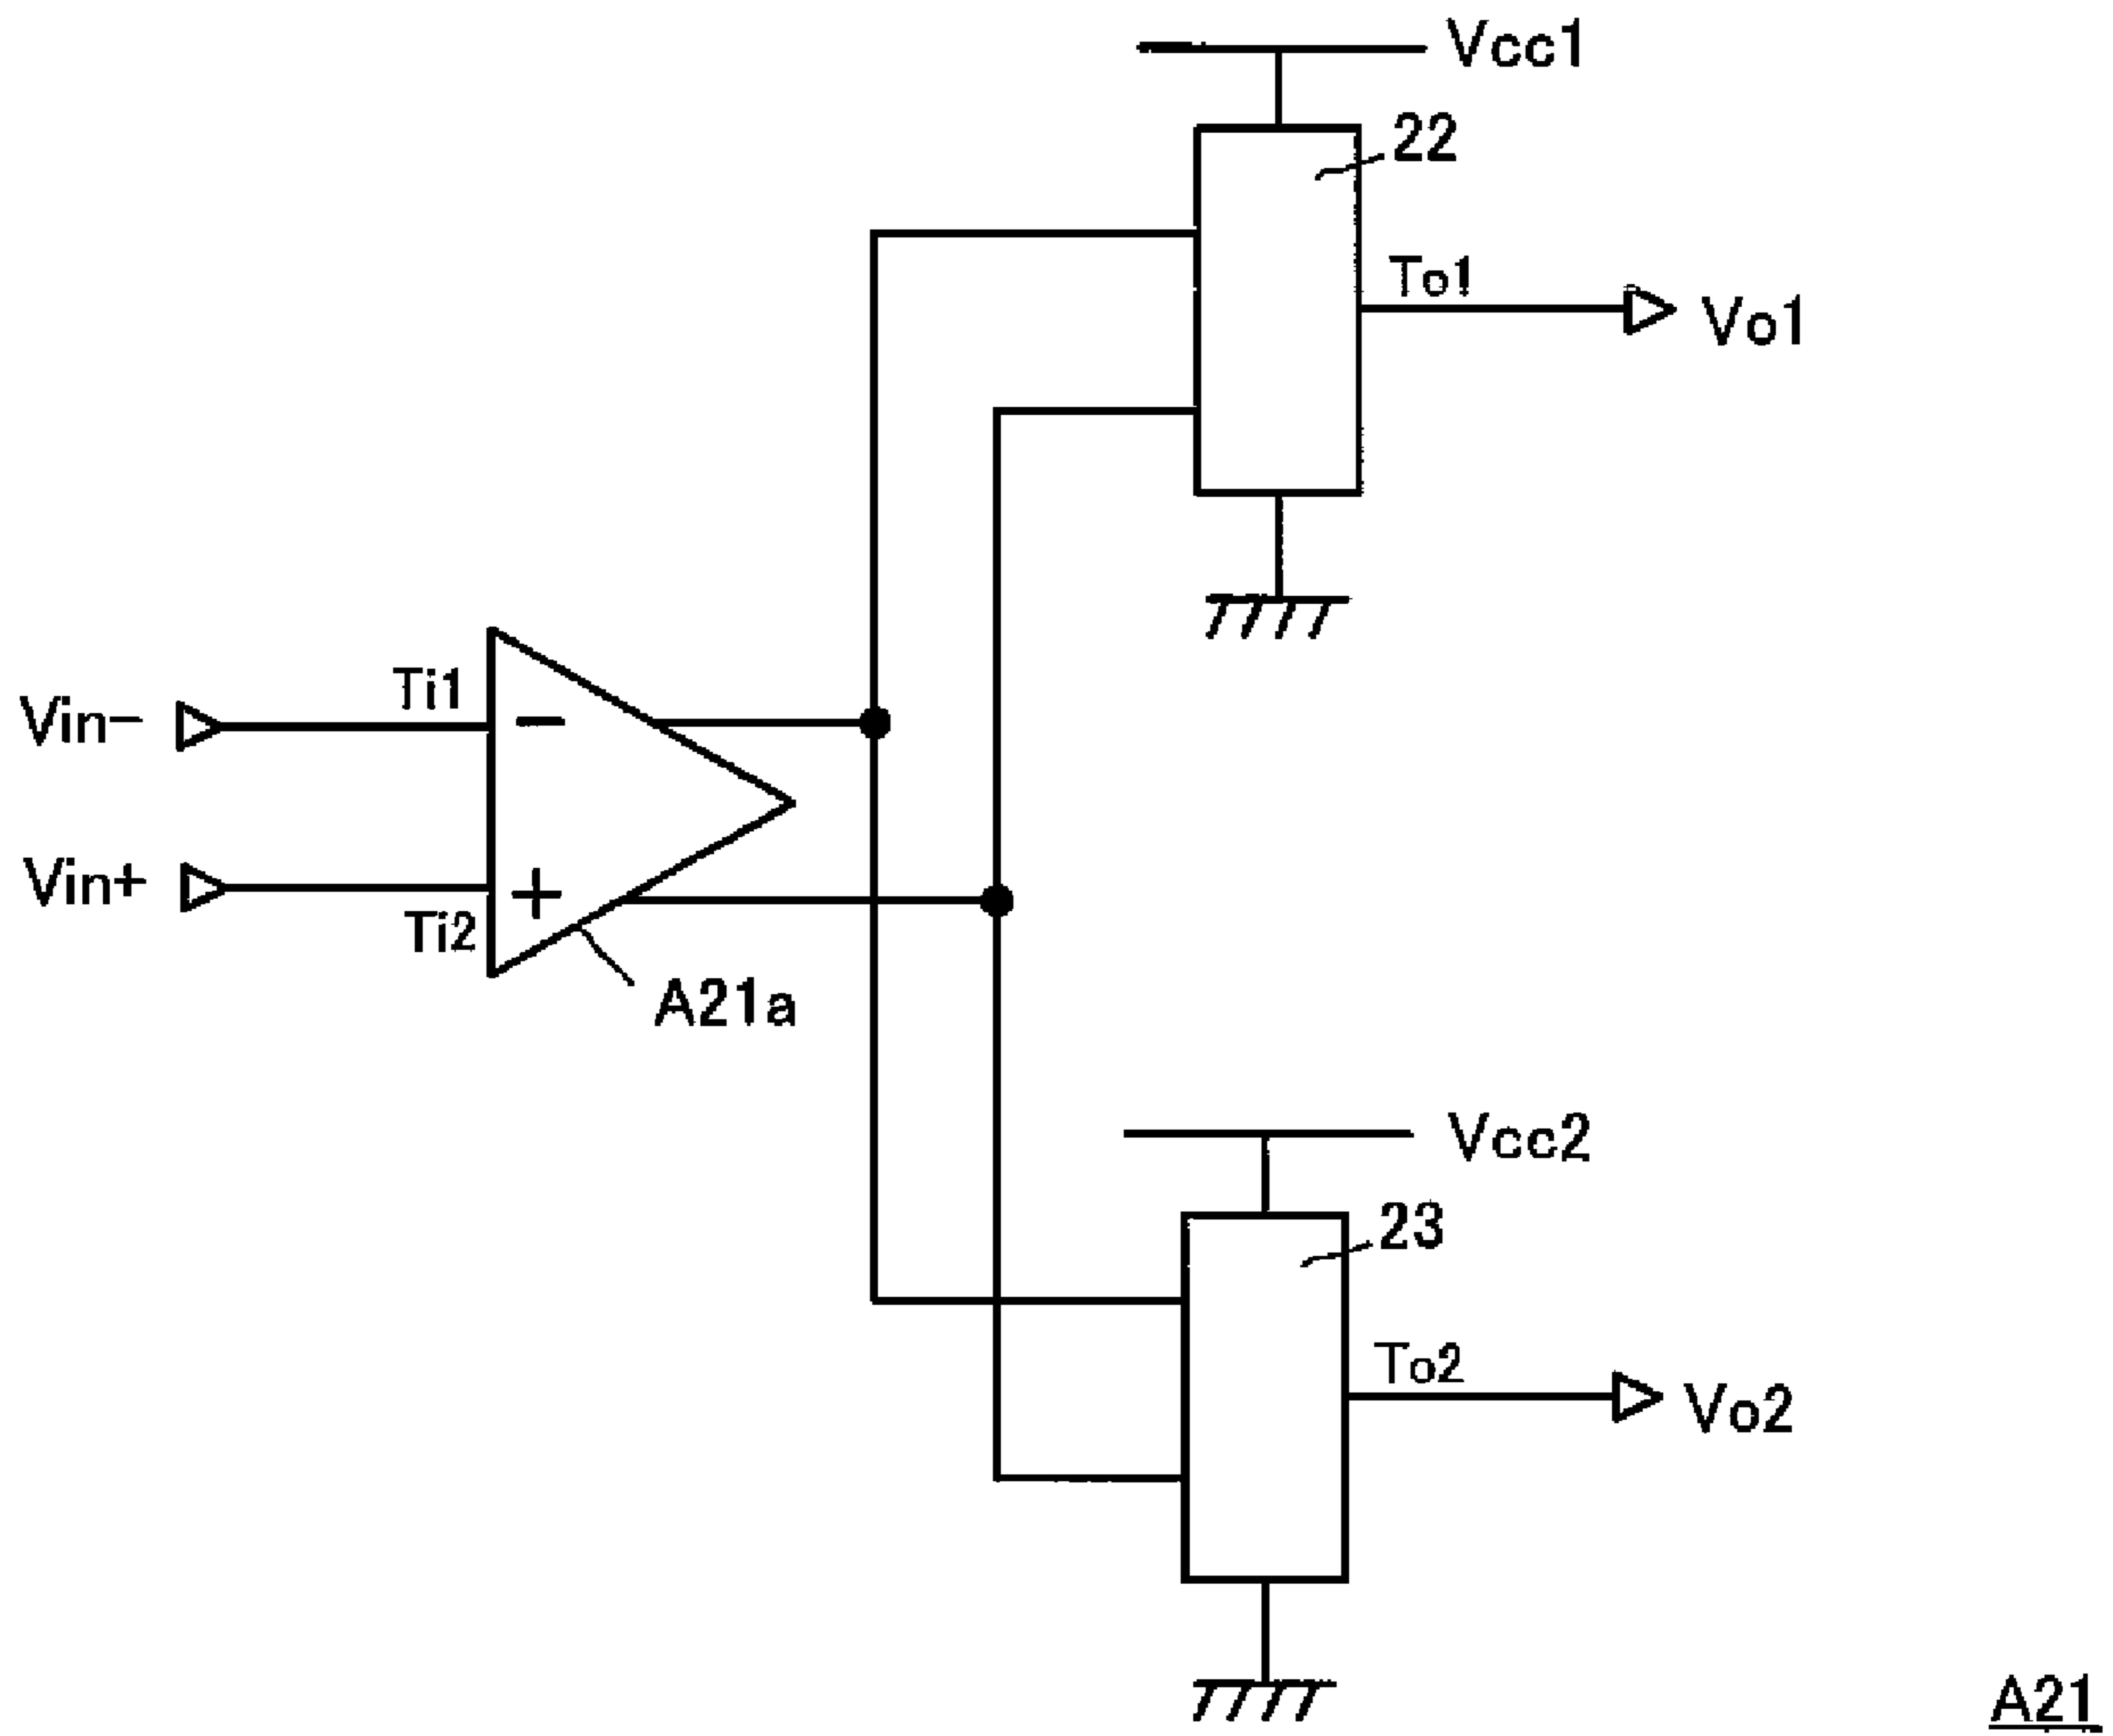 Vcc1
22
To1
Vo1
Ti1
Vin−
−
Vin+
+
Ti2
A21a
Vcc2
23
To2
Vo2
A21